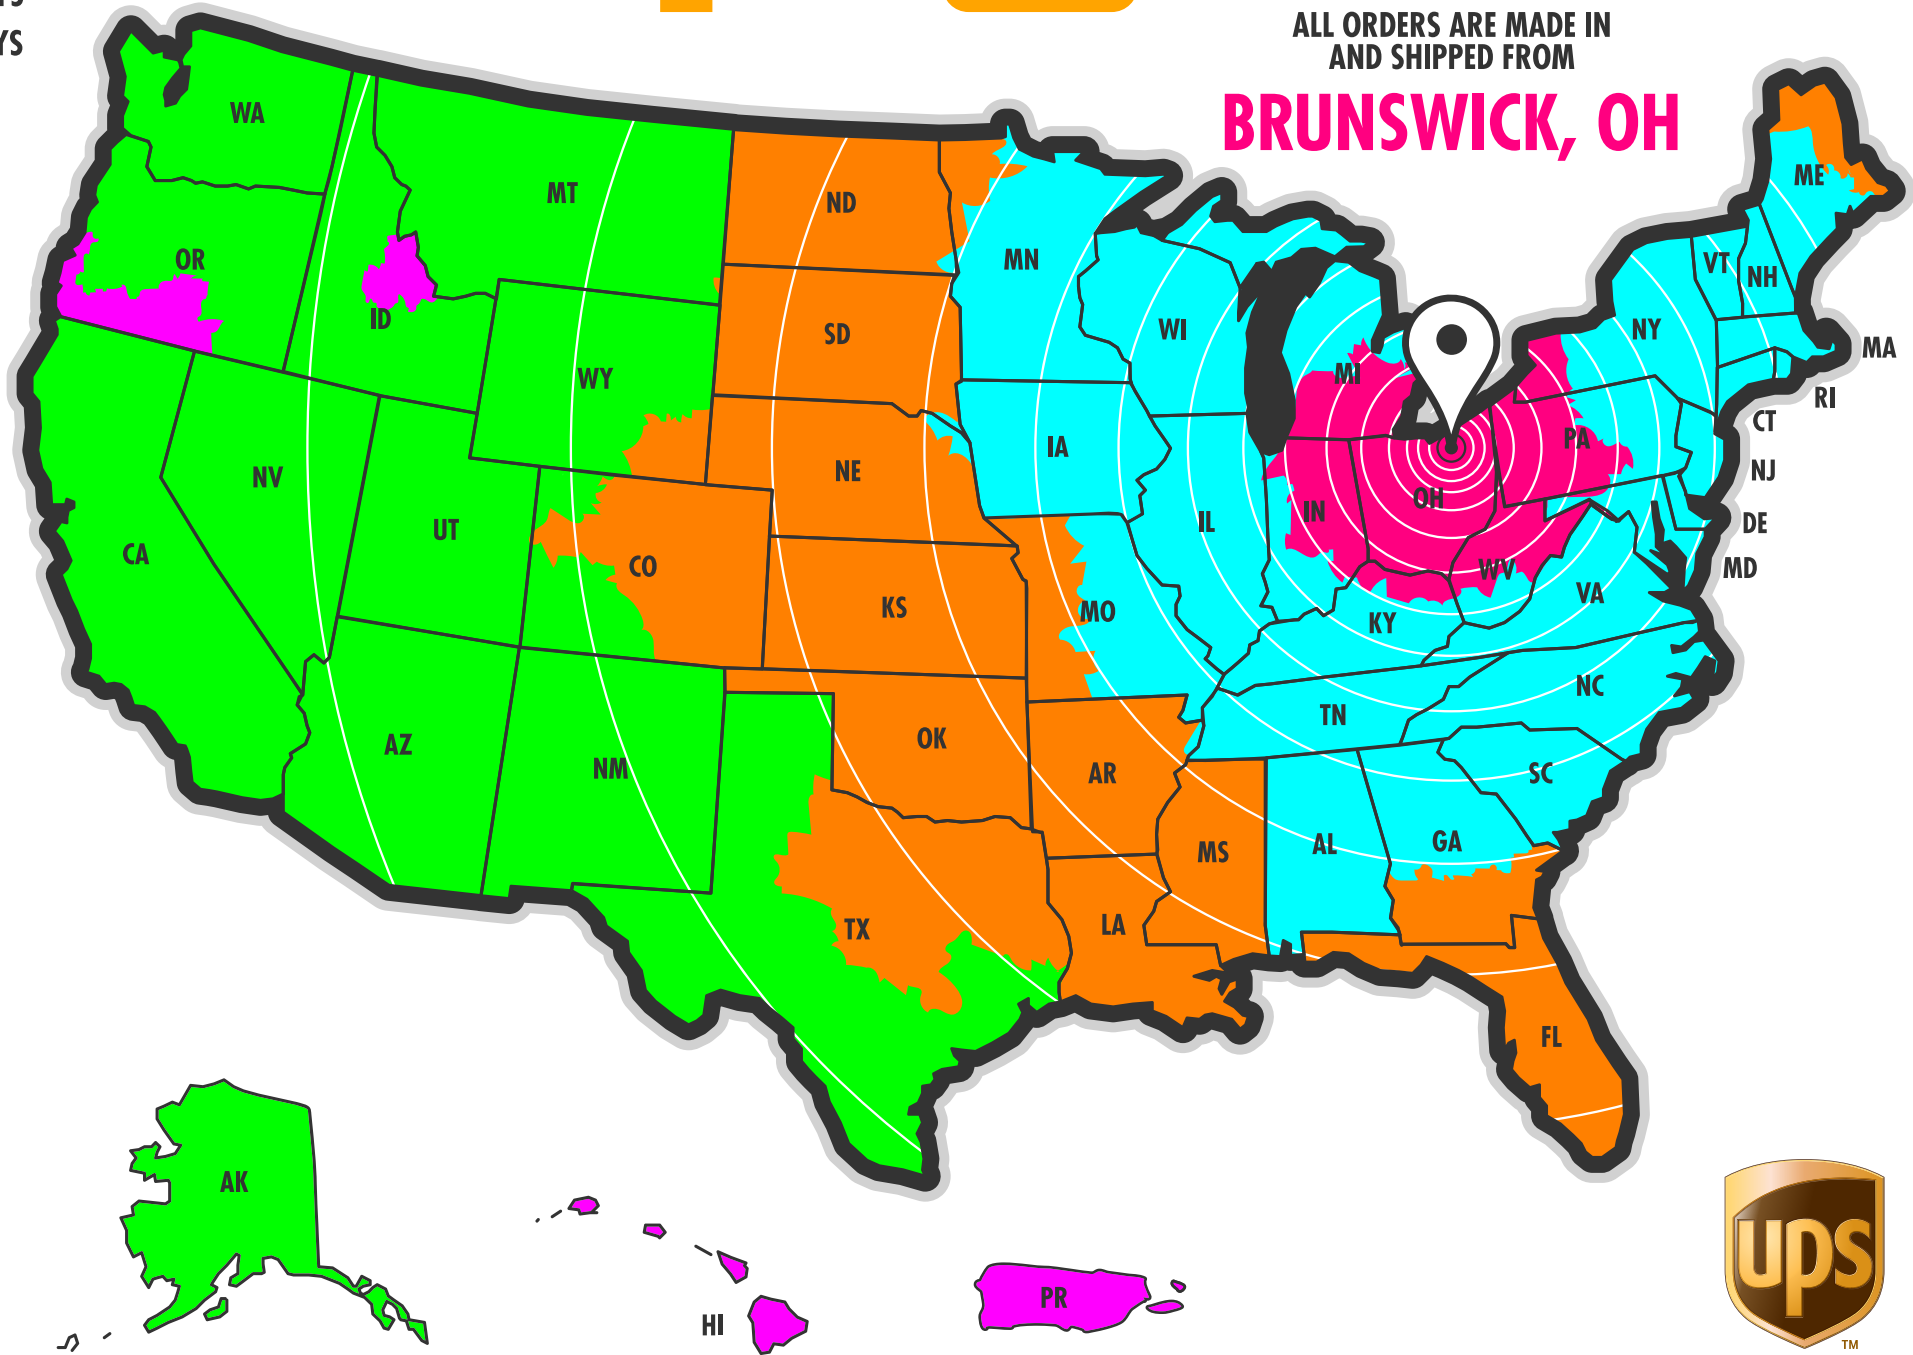 ALL ORDERS ARE MADE IN
AND SHIPPED FROM
BRUNSWICK, OH
WA
MT
ND
OR
ID
MN
ME
VT
NH
WY
SD
WI
MI
NY
MA
RI
CT
NV
NE
IA
PA
NJ
CA
UT
CO
KS
IL
IN
OH
WV
DE
MD
MO
KY
VA
AZ
NM
OK
AR
TN
NC
SC
TX
LA
MS
AL
GA
FL
AK
HI
PR
ups
TM